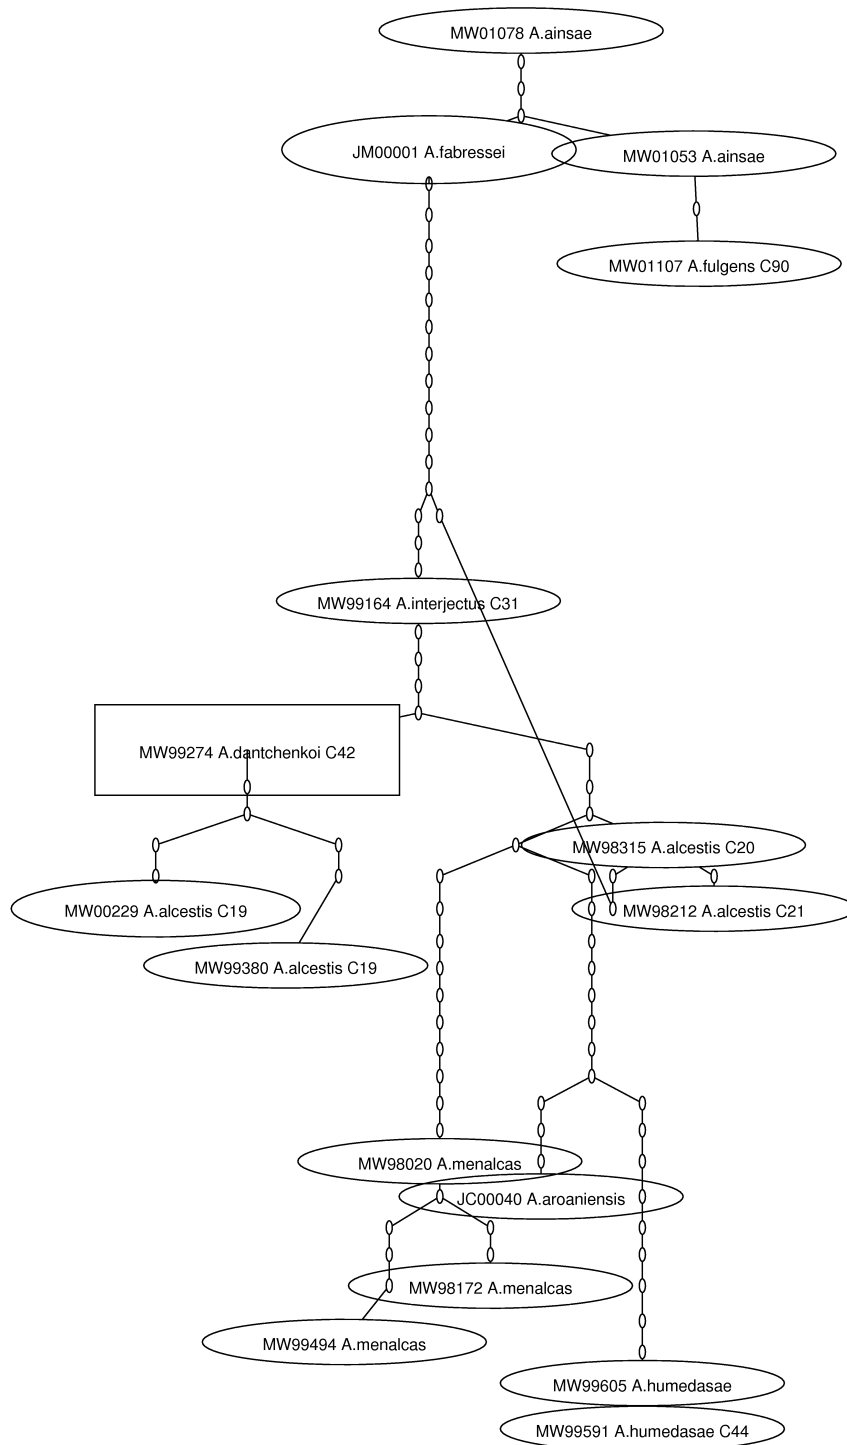 MW01078 A.ainsae
JM00001 A.fabressei
MW01053 A.ainsae
MW01107 A.fulgens C90
MW99164 A.interjectus C31
MW99274 A.dantchenkoi C42
MW98315 A.alcestis C20
MW00229 A.alcestis C19
MW98212 A.alcestis C21
MW99380 A.alcestis C19
MW98020 A.menalcas
JC00040 A.aroaniensis
MW98172 A.menalcas
MW99494 A.menalcas
MW99605 A.humedasae
MW99591 A.humedasae C44